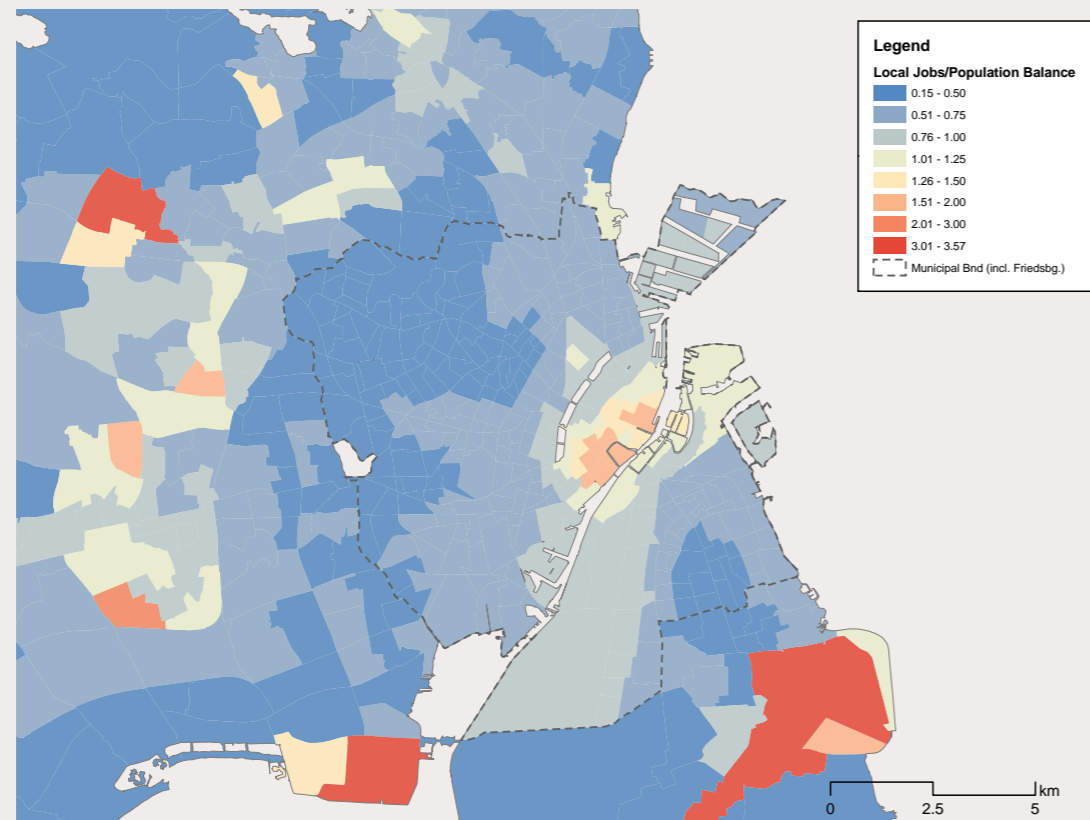 Legend
Local Jobs/Population Balance
0.15 - 0.50
0.51 - 0.75
0.76 - 1.00
1.01 - 1.25
1.26 - 1.50
1.51 - 2.00
2.01 - 3.00
3.01 - 3.57
Municipal Bnd (incl. Friedsbg.)
km
0 2.5 5